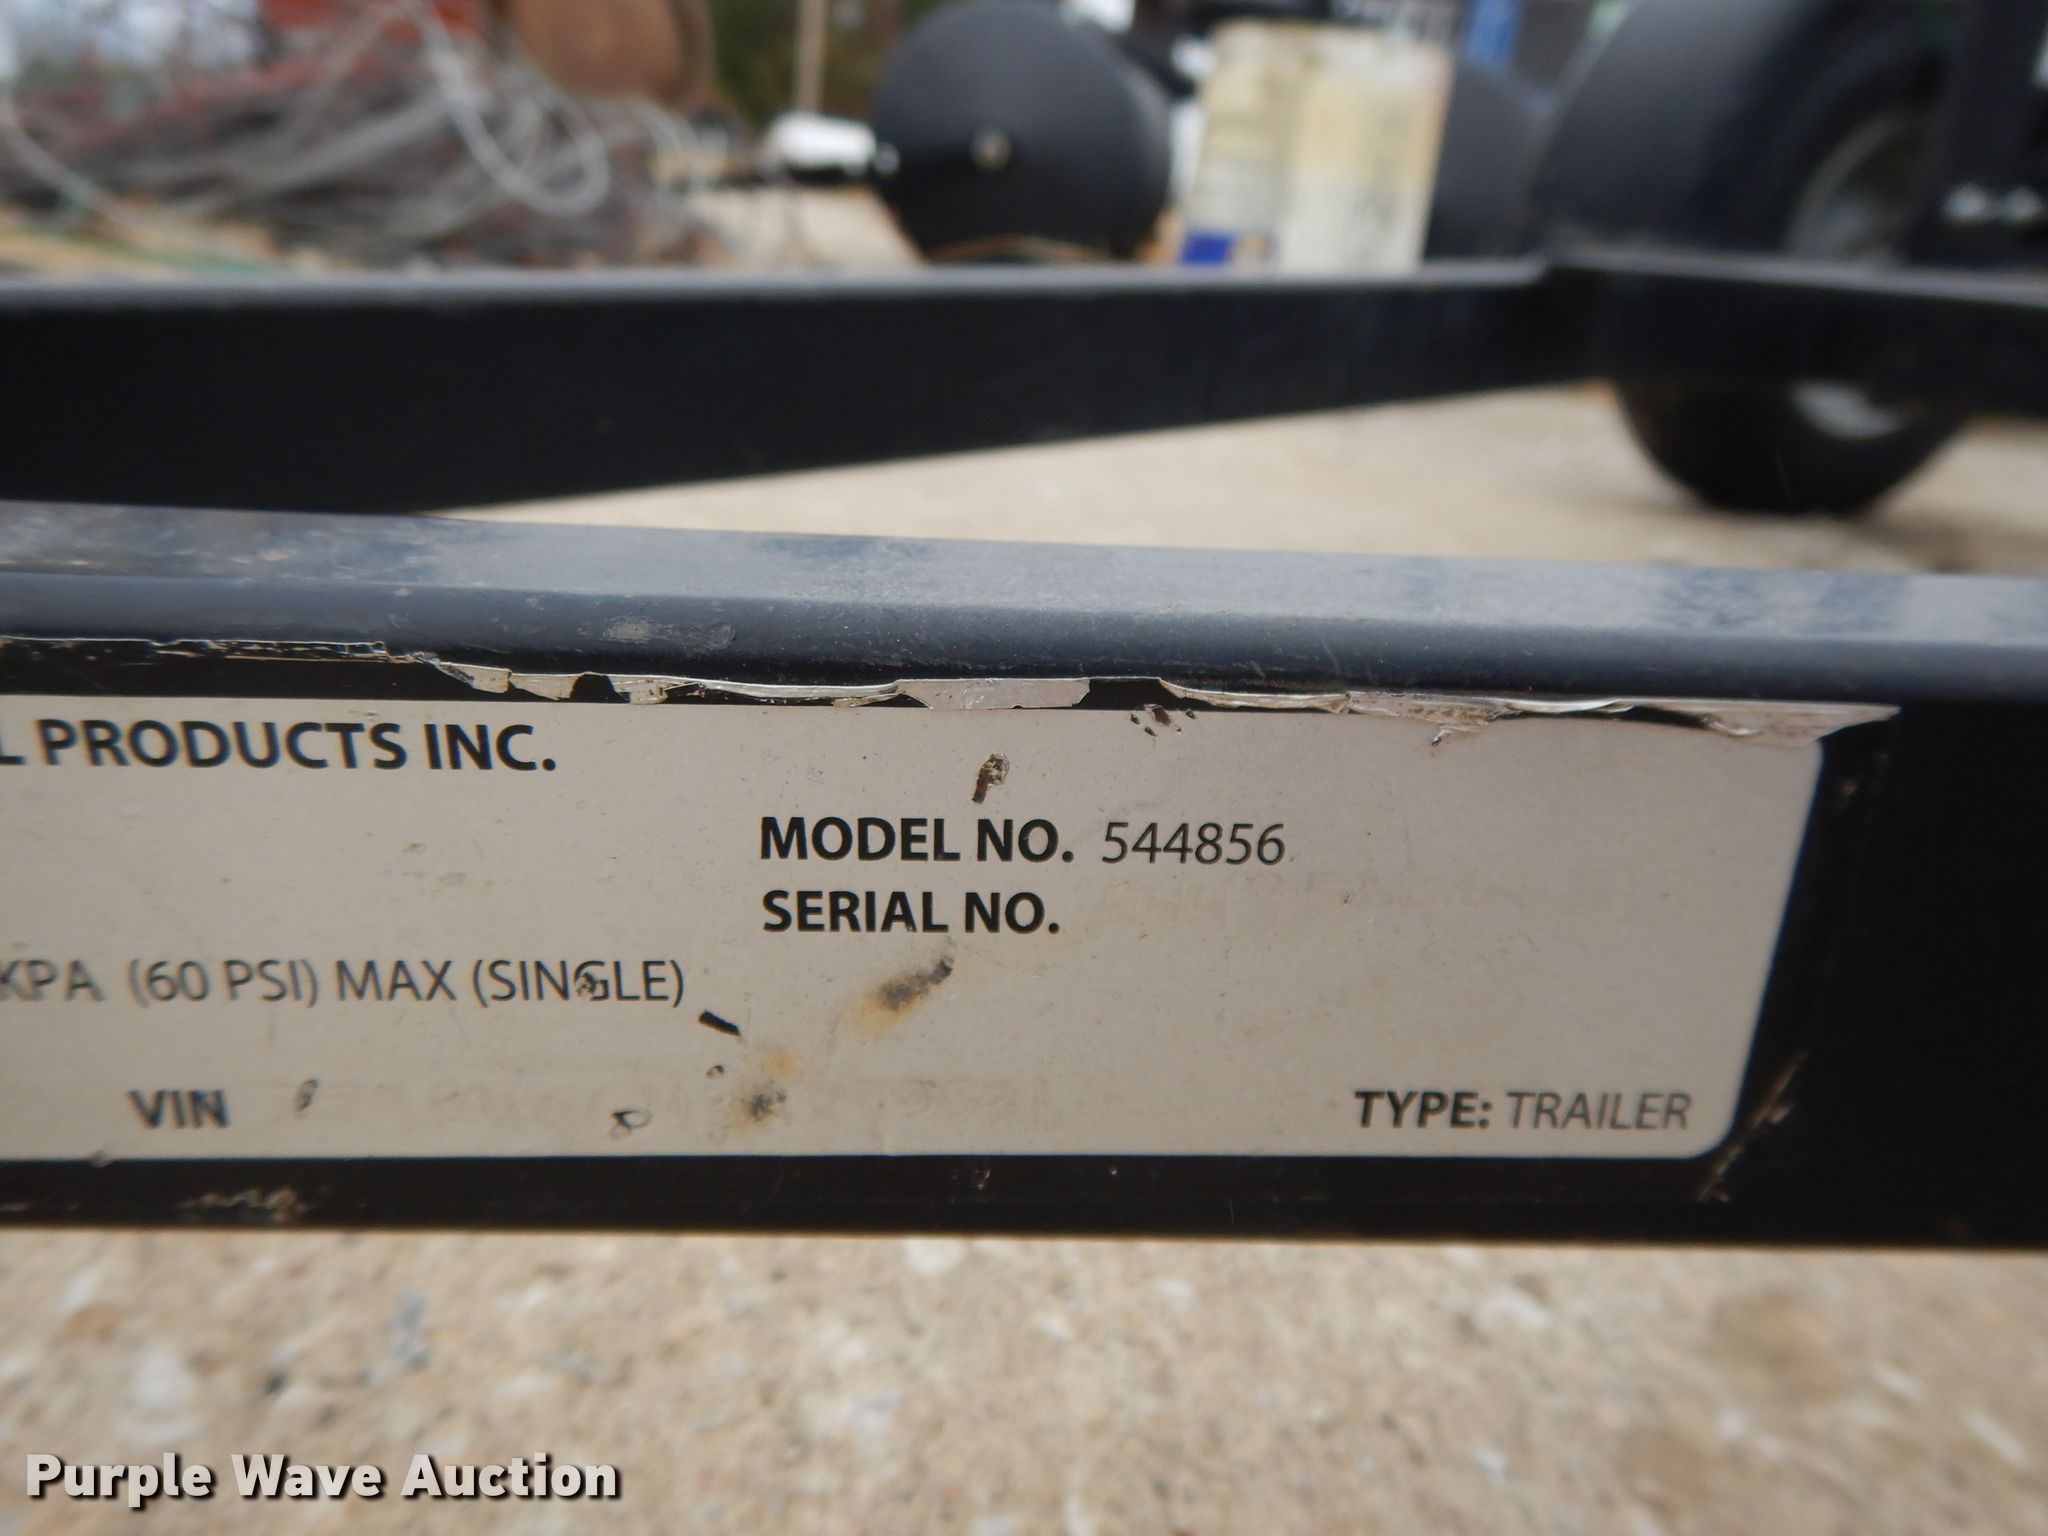 L PRODUCTS INC.
MODEL NO. 544856
SERIAL NO.
KPA (60 PSI) MAX (SINGLE)
VIN
TYPE: TRAILER
Purple Wave Auction